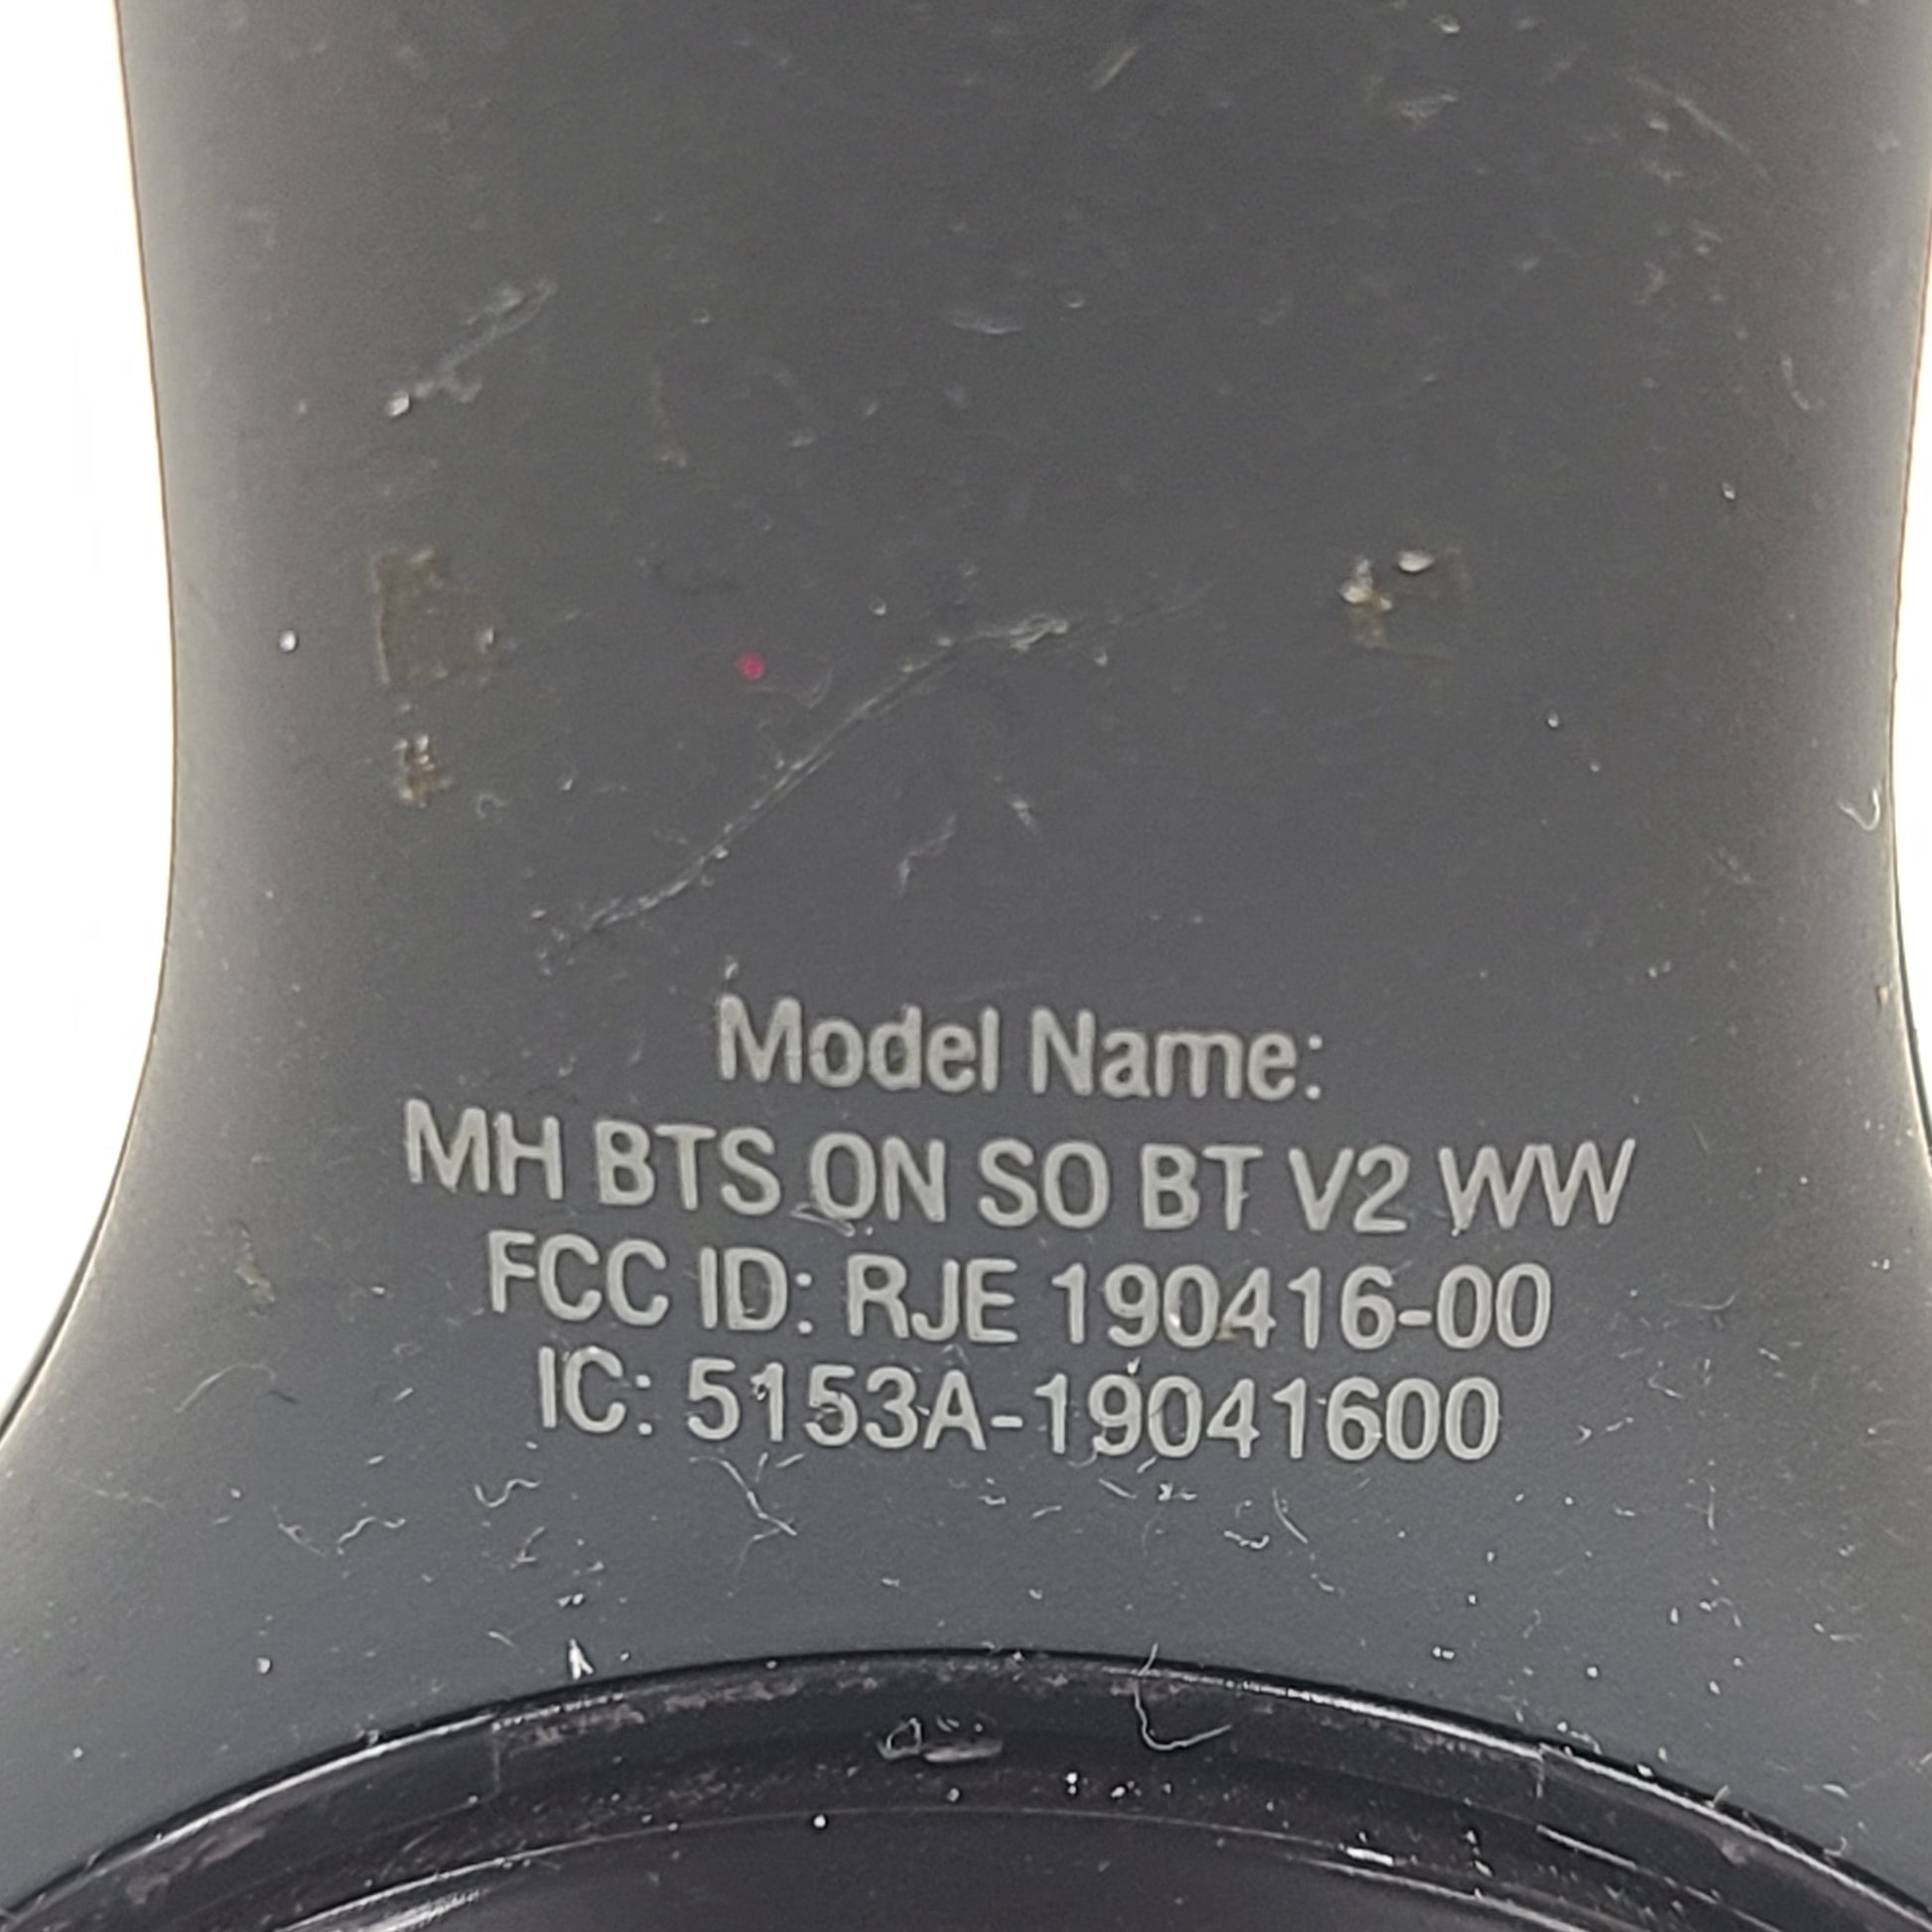 Model Name:
MH BTS ON SO BT V2 WW
FCC ID: RJE 190416-00
IC: 5153A-19041600